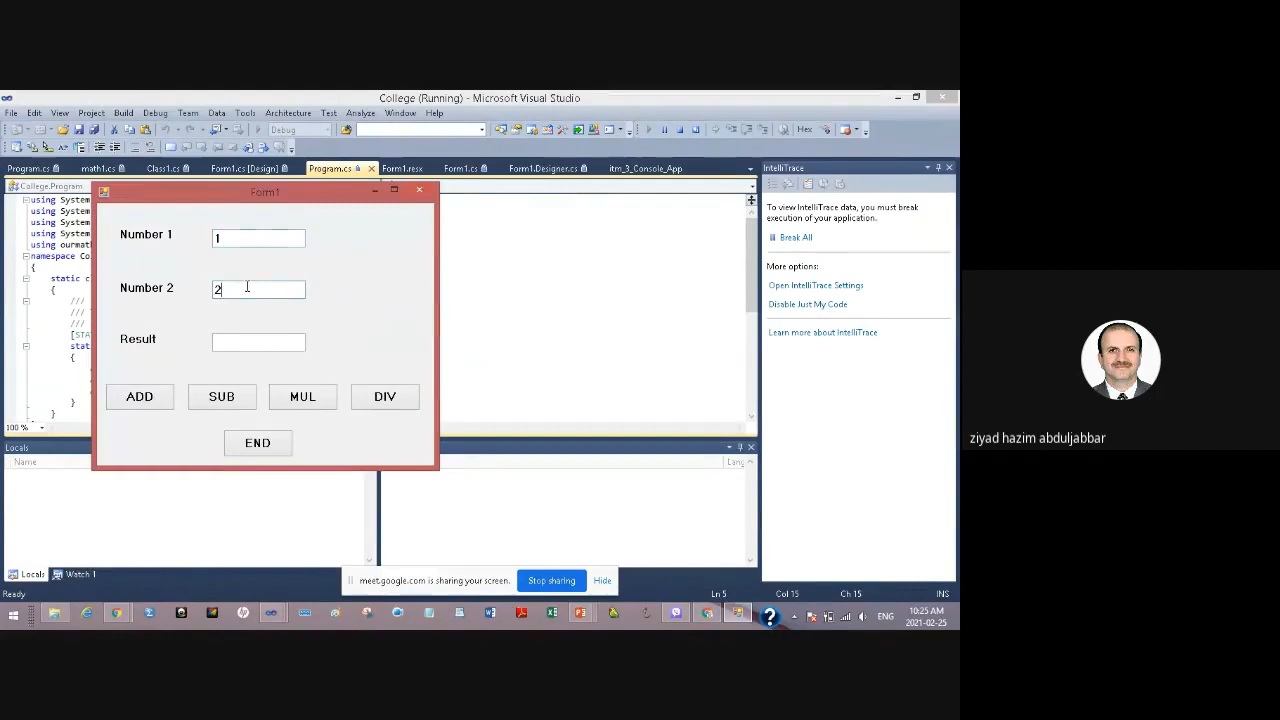 College (Running) - Microsoft Visual Studio
File Edit View Project Build Debug Team Data Tools Architecture Test Analyze Window Help
Debug Hex
Program.cs math1.cs Class1.cs Form1.cs [Design] Program.cs Form1.resx Form1.cs Form1.Designer.cs itm_3_Console_App
IntelliTrace
College.Program
Form1
using System
using System
using System
using System
using ourmath
namespace Co
{
static c
{
///
///
///
[STAT
stat
{
}
}
100 %
Number 1 1
Number 2 2
Result
ADD SUB MUL DIV
END
To view IntelliTrace data, you must break
execution of your application.
Break All
More options:
Open IntelliTrace Settings
Disable Just My Code
Learn more about IntelliTrace
Locals
Name
Lang
Locals Watch 1
meet.google.com is sharing your screen. Stop sharing Hide
Ready Ln 5 Col 15 Ch 15 INS
ENG
10:25 AM
2021-02-25
ziyad hazim abduljabbar